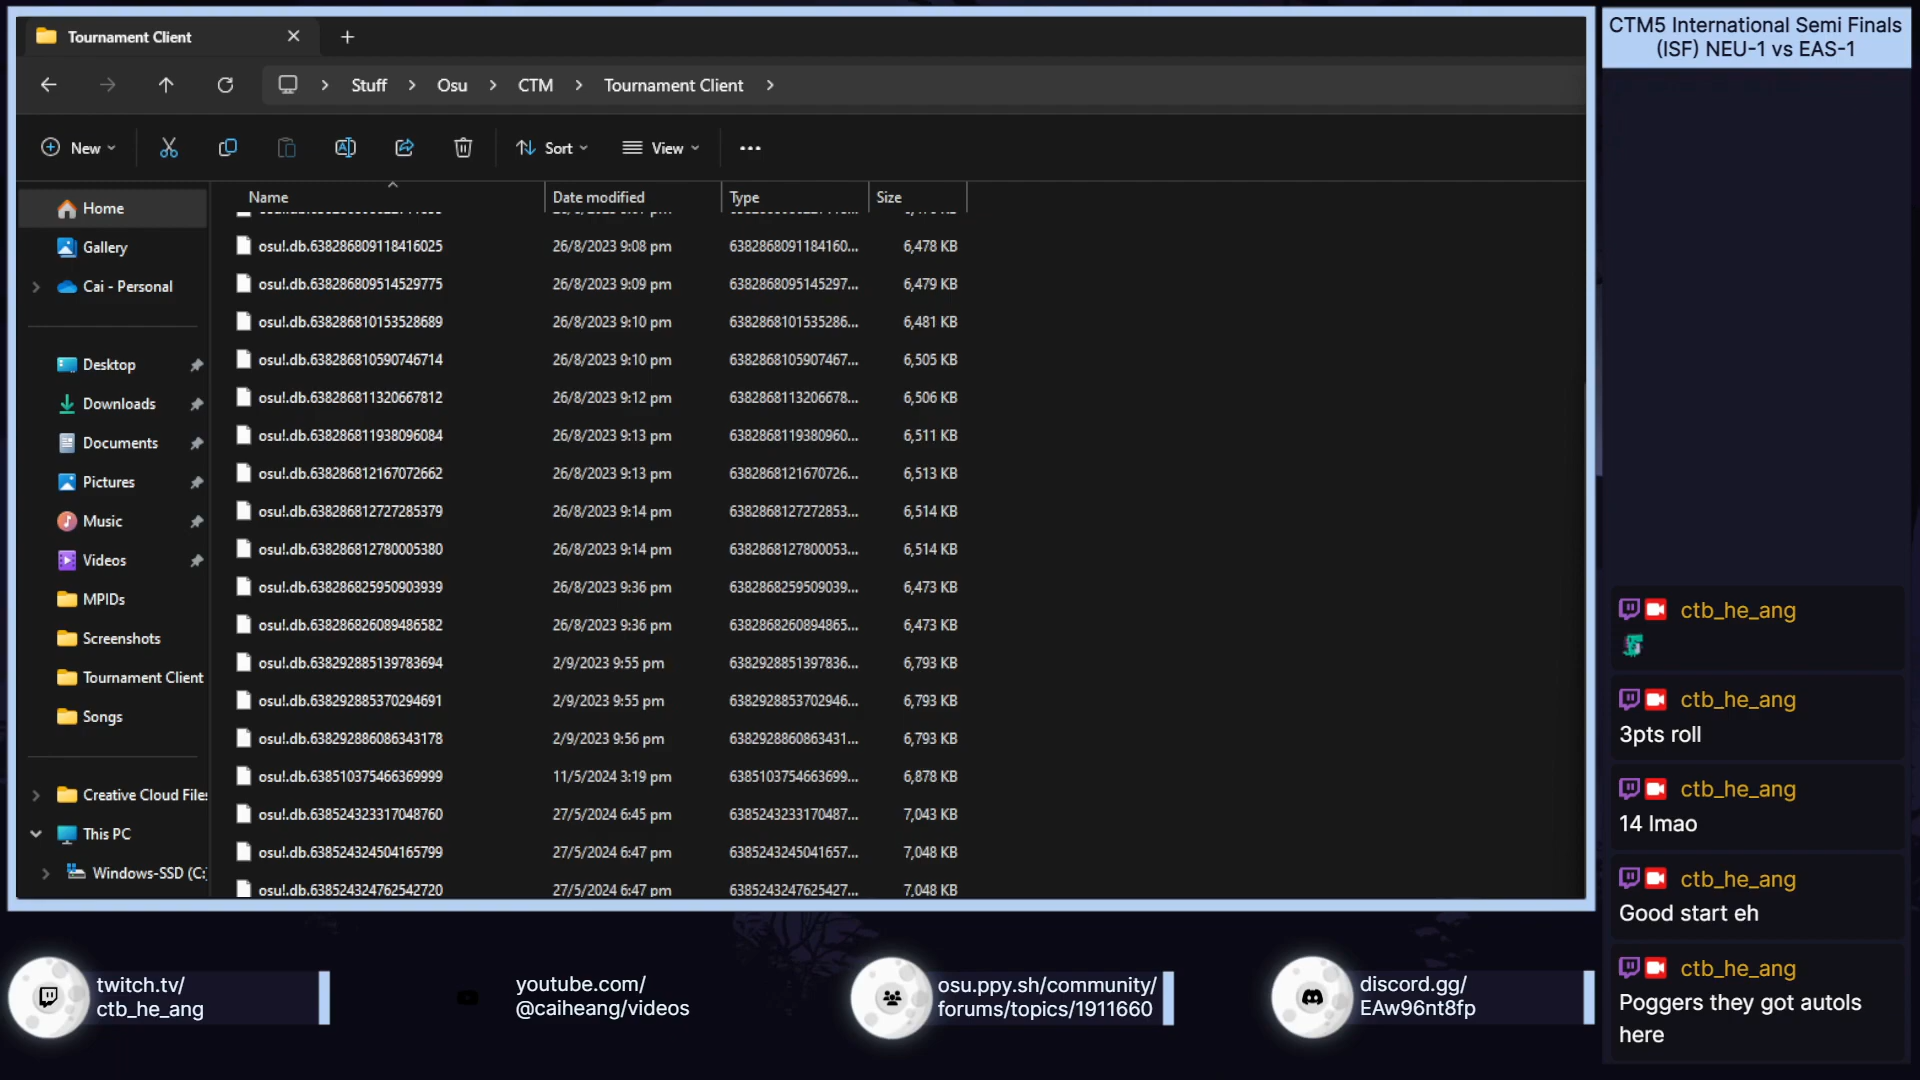 Tournament Client
Stuff > Osu > CTM > Tournament Client >
New
Sort
View
Name
Date modified
Type
Size
Home
Gallery
Cai - Personal
Desktop
Downloads
Documents
Pictures
Music
Videos
MPIDs
Screenshots
Tournament Client
Songs
Creative Cloud Files
This PC
Windows-SSD (C:
osu!.db.638286809118416025 26/8/2023 9:08 pm 6382868091184160... 6,478 KB
osu!.db.638286809514529775 26/8/2023 9:09 pm 6382868095145297... 6,479 KB
osu!.db.638286810153528689 26/8/2023 9:10 pm 6382868101535286... 6,481 KB
osu!.db.638286810590746714 26/8/2023 9:10 pm 6382868105907467... 6,505 KB
osu!.db.638286811320667812 26/8/2023 9:12 pm 6382868113206678... 6,506 KB
osu!.db.638286811938096084 26/8/2023 9:13 pm 6382868119380960... 6,511 KB
osu!.db.638286812167072662 26/8/2023 9:13 pm 6382868121670726... 6,513 KB
osu!.db.638286812727285379 26/8/2023 9:14 pm 6382868127272853... 6,514 KB
osu!.db.638286812780005380 26/8/2023 9:14 pm 6382868127800053... 6,514 KB
osu!.db.638286825950903939 26/8/2023 9:36 pm 6382868259509039... 6,473 KB
osu!.db.638286826089486582 26/8/2023 9:36 pm 6382868260894865... 6,473 KB
osu!.db.638292885139783694 2/9/2023 9:55 pm 6382928851397836... 6,793 KB
osu!.db.638292885370294691 2/9/2023 9:55 pm 6382928853702946... 6,793 KB
osu!.db.638292886086343178 2/9/2023 9:56 pm 6382928860863431... 6,793 KB
osu!.db.638510375466369999 11/5/2024 3:19 pm 6385103754663699... 6,878 KB
osu!.db.638524323317048760 27/5/2024 6:45 pm 6385243233170487... 7,043 KB
osu!.db.638524324504165799 27/5/2024 6:47 pm 6385243245041657... 7,048 KB
osu!.db.638524324762542720 27/5/2024 6:47 pm 6385243247625427... 7,048 KB
CTM5 International Semi Finals
(ISF) NEU-1 vs EAS-1
ctb_he_ang
ctb_he_ang
3pts roll
ctb_he_ang
14 lmao
ctb_he_ang
Good start eh
ctb_he_ang
Poggers they got autols
here
twitch.tv/
ctb_he_ang
youtube.com/
@caiheang/videos
osu.ppy.sh/community/
forums/topics/1911660
discord.gg/
EAw96nt8fp